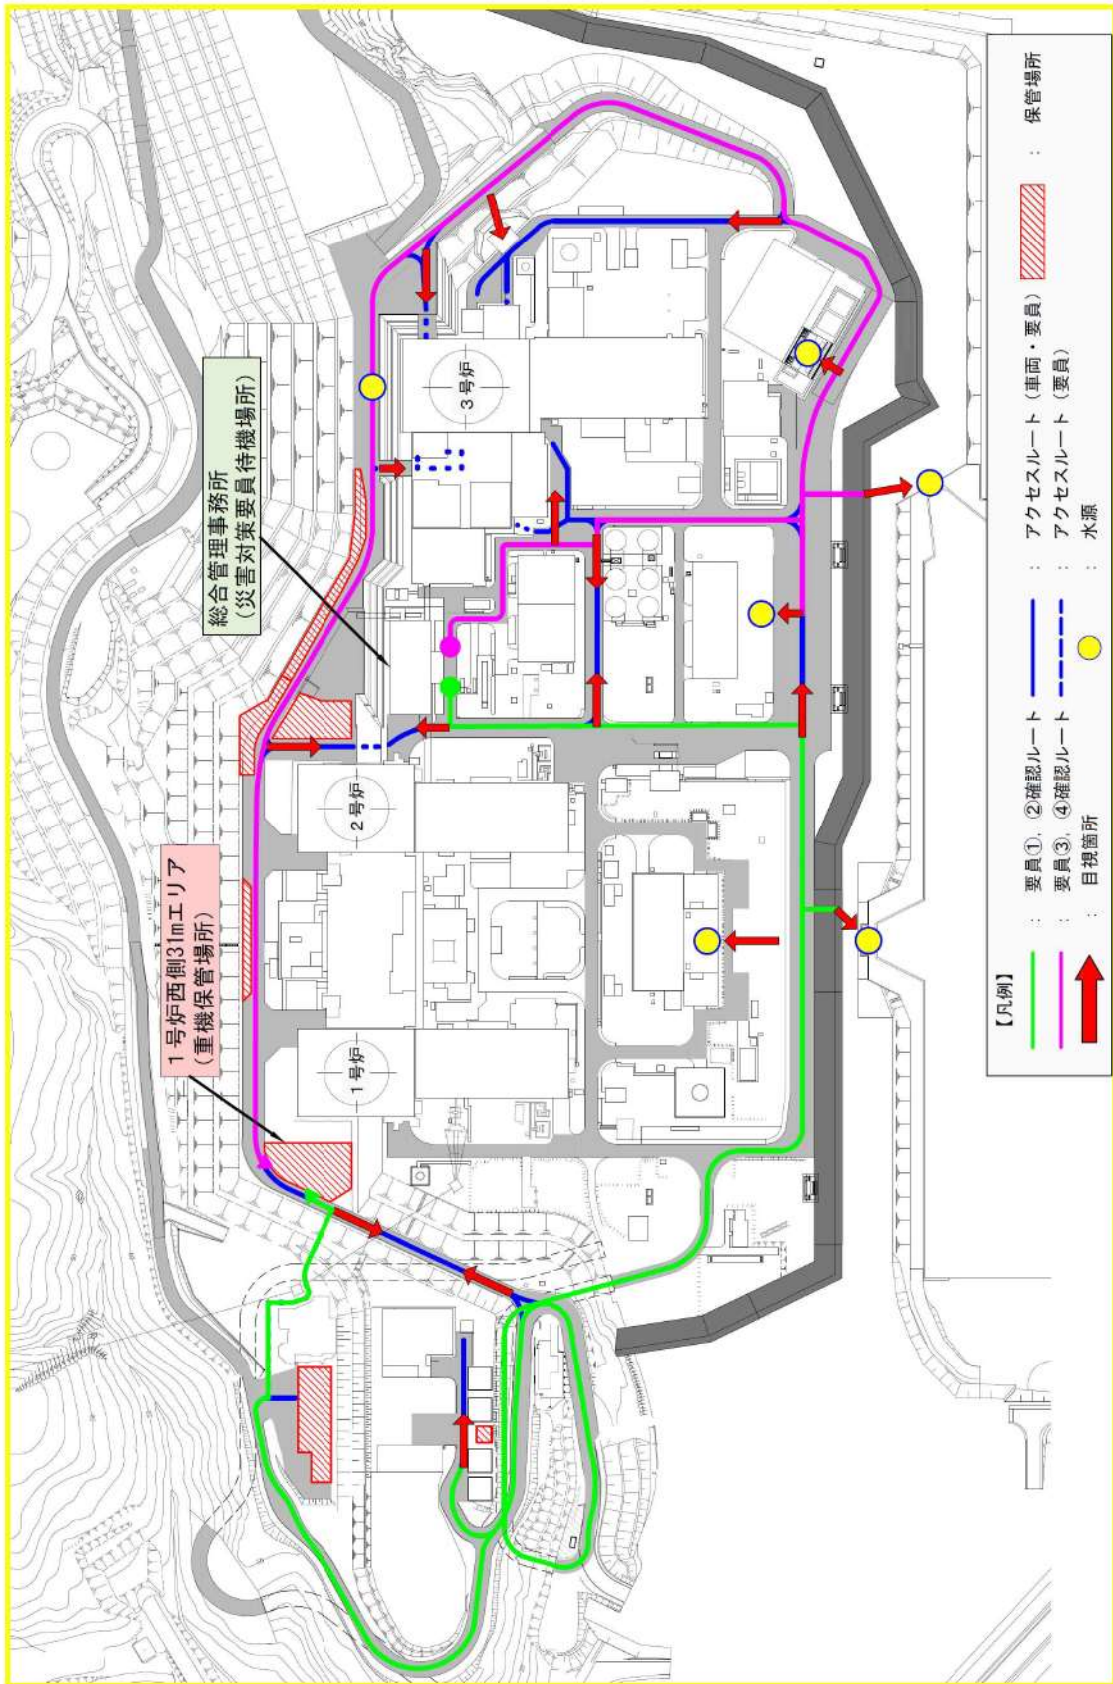 1号炉西側31mエリア
(重機保管場所)
総合管理事務所
(災害対策要員待機場所)
1号炉
2号炉
3号炉
【凡例】
: 要員①，②確認ルート
: アクセスルート (車両・要員)
: 保管場所
: 要員③，④確認ルート
: アクセスルート (要員)
: 目視箇所
: 水源